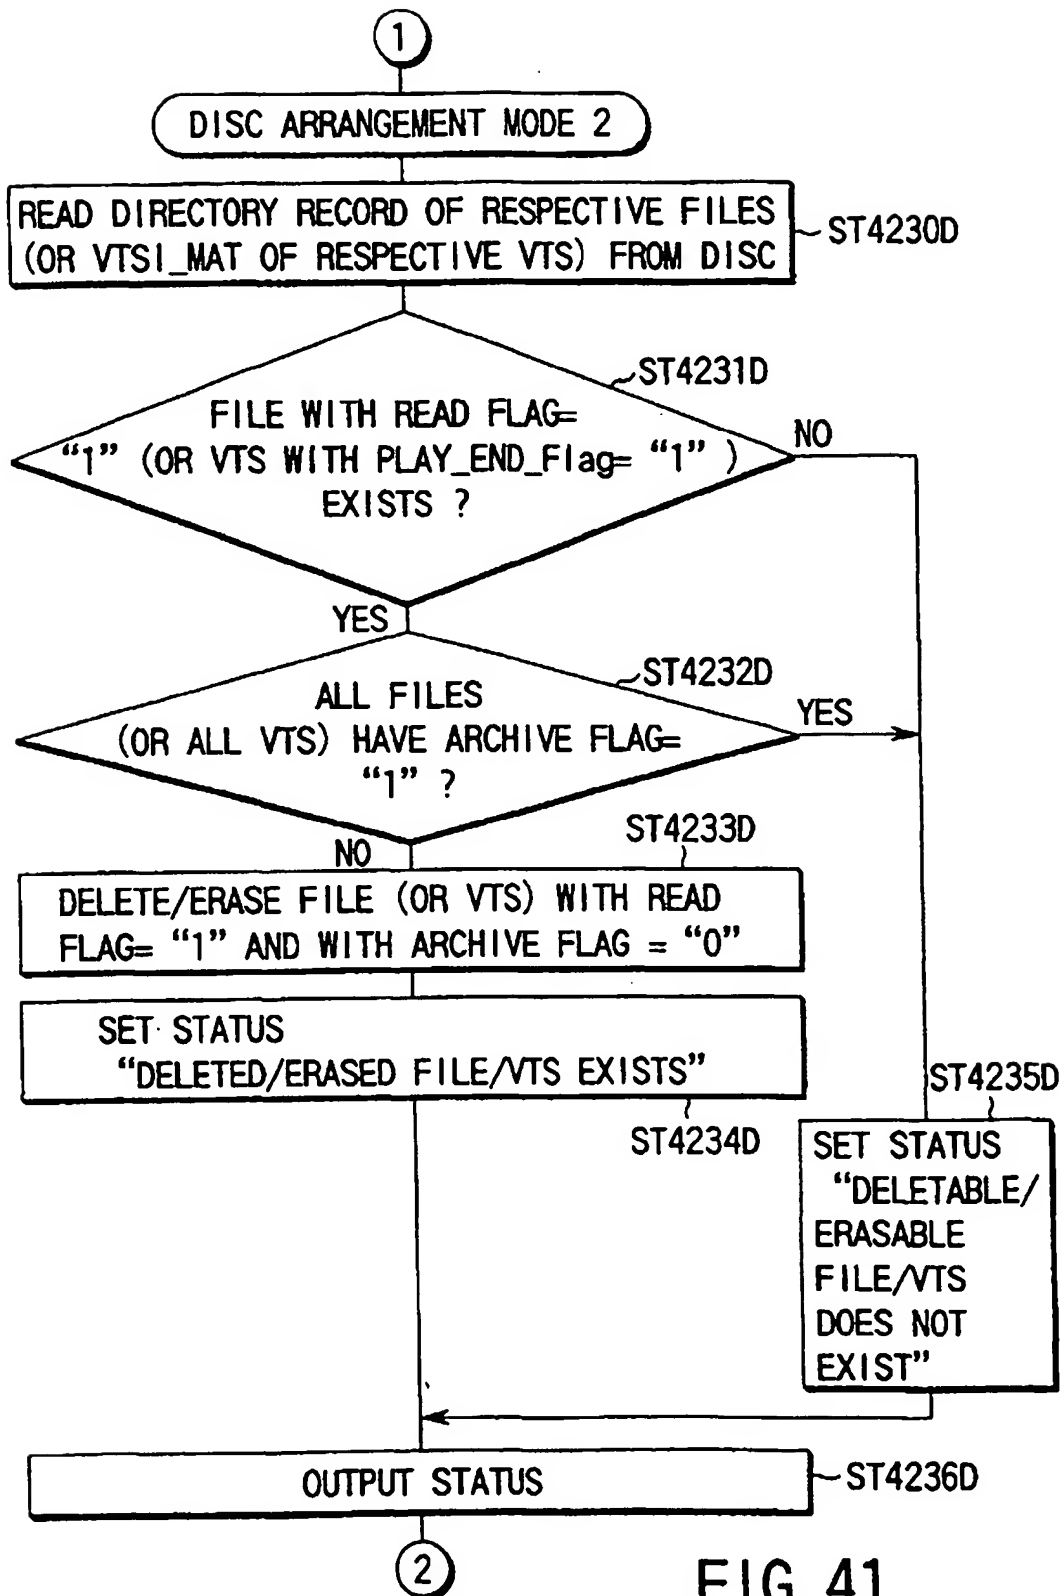 1
DISC ARRANGEMENT MODE 2
READ DIRECTORY RECORD OF RESPECTIVE FILES
(OR VTSI_MAT OF RESPECTIVE VTS) FROM DISC
ST4230D
ST4231D
FILE WITH READ FLAG=
“1” (OR VTS WITH PLAY_END_Flag= “1” )
EXISTS ?
NO
YES
ST4232D
ALL FILES
(OR ALL VTS) HAVE ARCHIVE FLAG=
“1” ?
YES
NO
ST4233D
DELETE/ERASE FILE (OR VTS) WITH READ
FLAG= “1” AND WITH ARCHIVE FLAG = “0”
SET STATUS
“DELETED/ERASED FILE/VTS EXISTS”
ST4234D
ST4235D
SET STATUS
“DELETABLE/
ERASABLE
FILE/VTS
DOES NOT
EXIST”
OUTPUT STATUS
ST4236D
2
FIG. 41